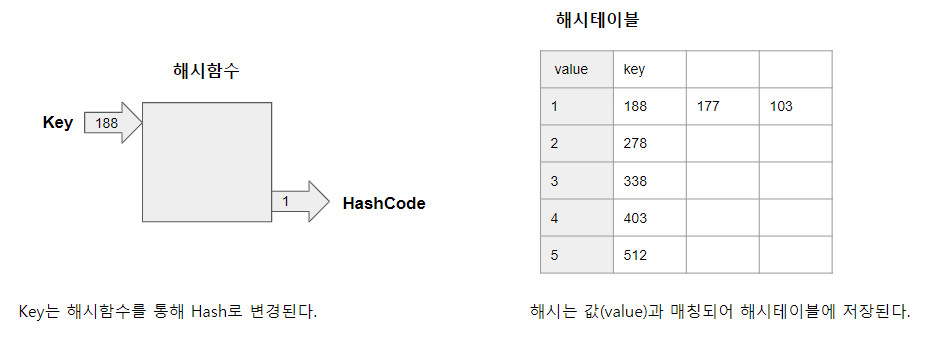 해시함수
Key
188
1
HashCode
Key는 해시함수를 통해 Hash로 변경된다.
해시테이블
value key
1 188 177 103
2 278
3 338
4 403
5 512
해시는 값(value)과 매칭되어 해시테이블에 저장된다.